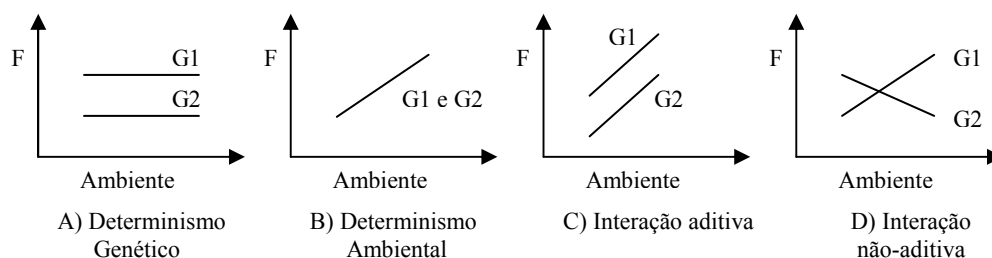 F
G1
G2
Ambiente
A) Determinismo
Genético
F
G1 e G2
Ambiente
B) Determinismo
Ambiental
F
G1
G2
Ambiente
C) Interação aditiva
F
G1
G2
Ambiente
D) Interação
não-aditiva